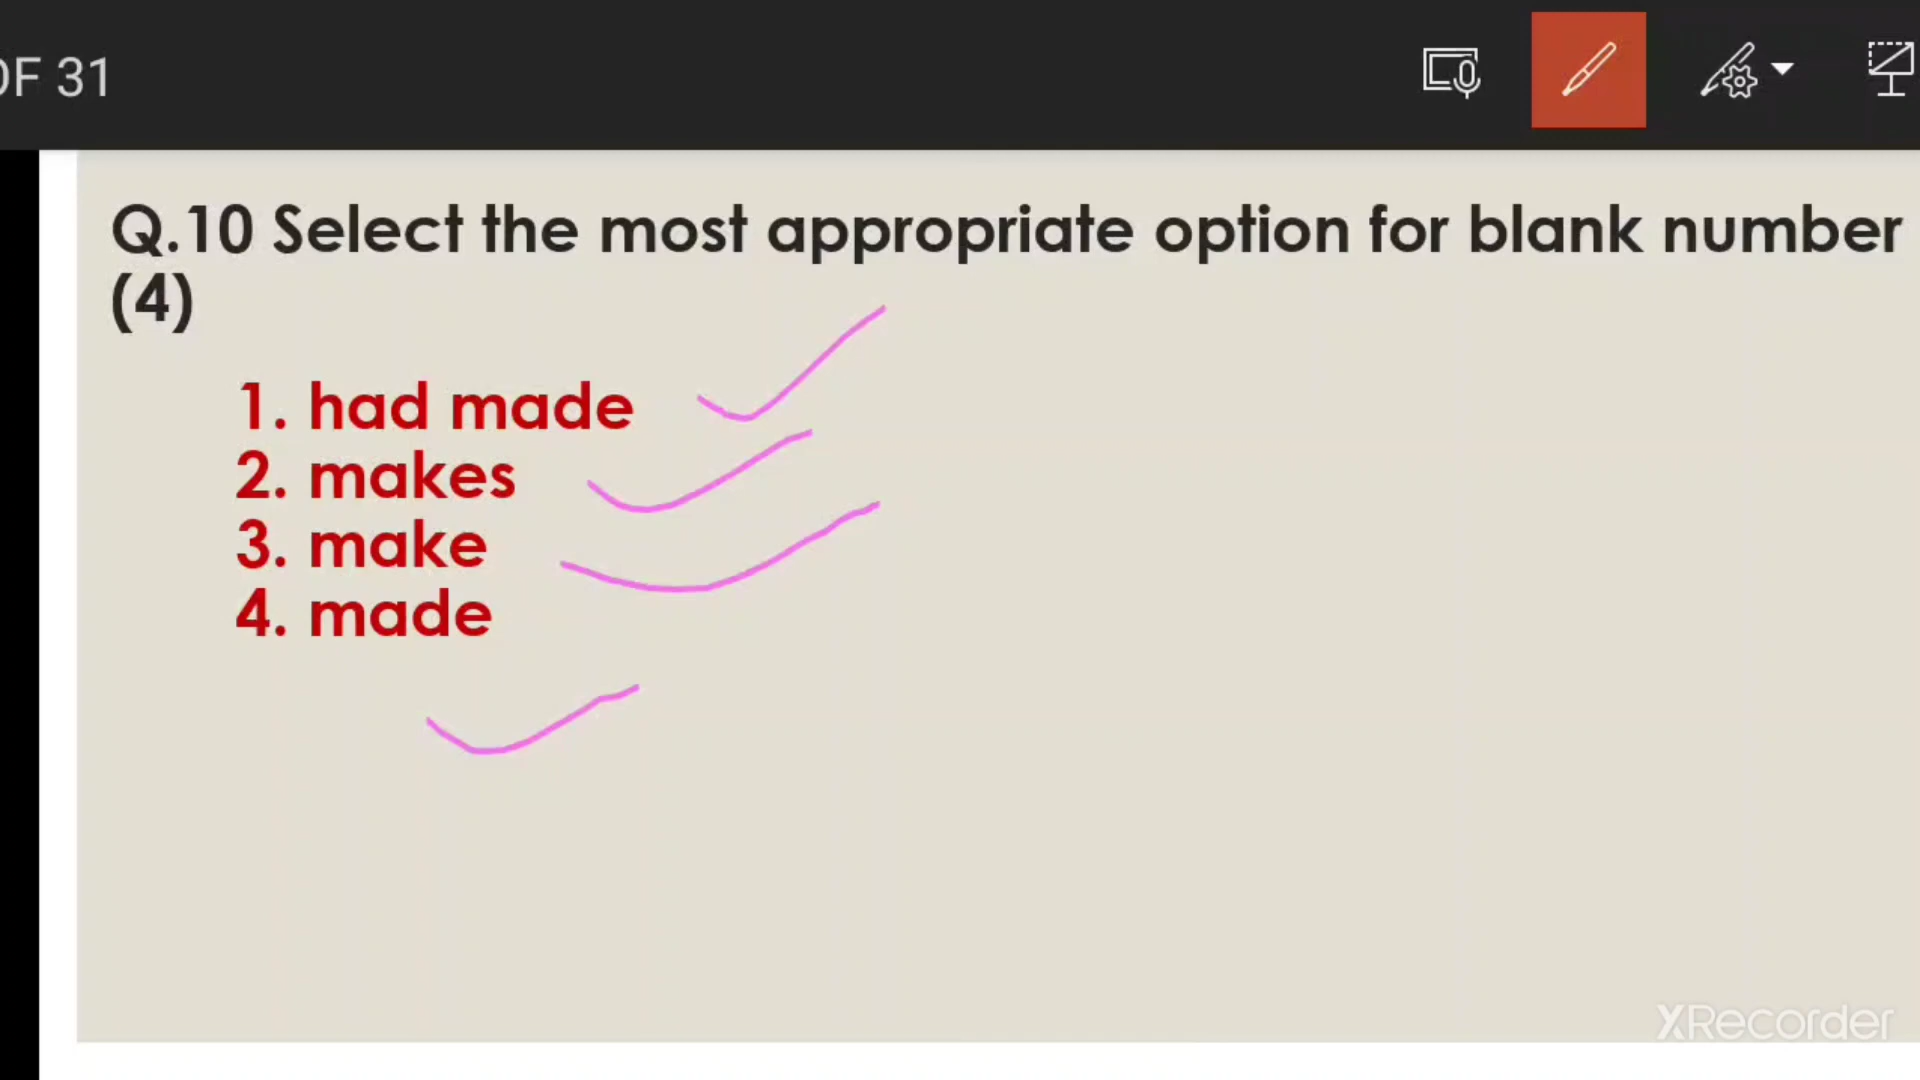 OF 31
Q.10 Select the most appropriate option for blank number
(4)
1. had made
2. makes
3. make
4. made
XRecorder